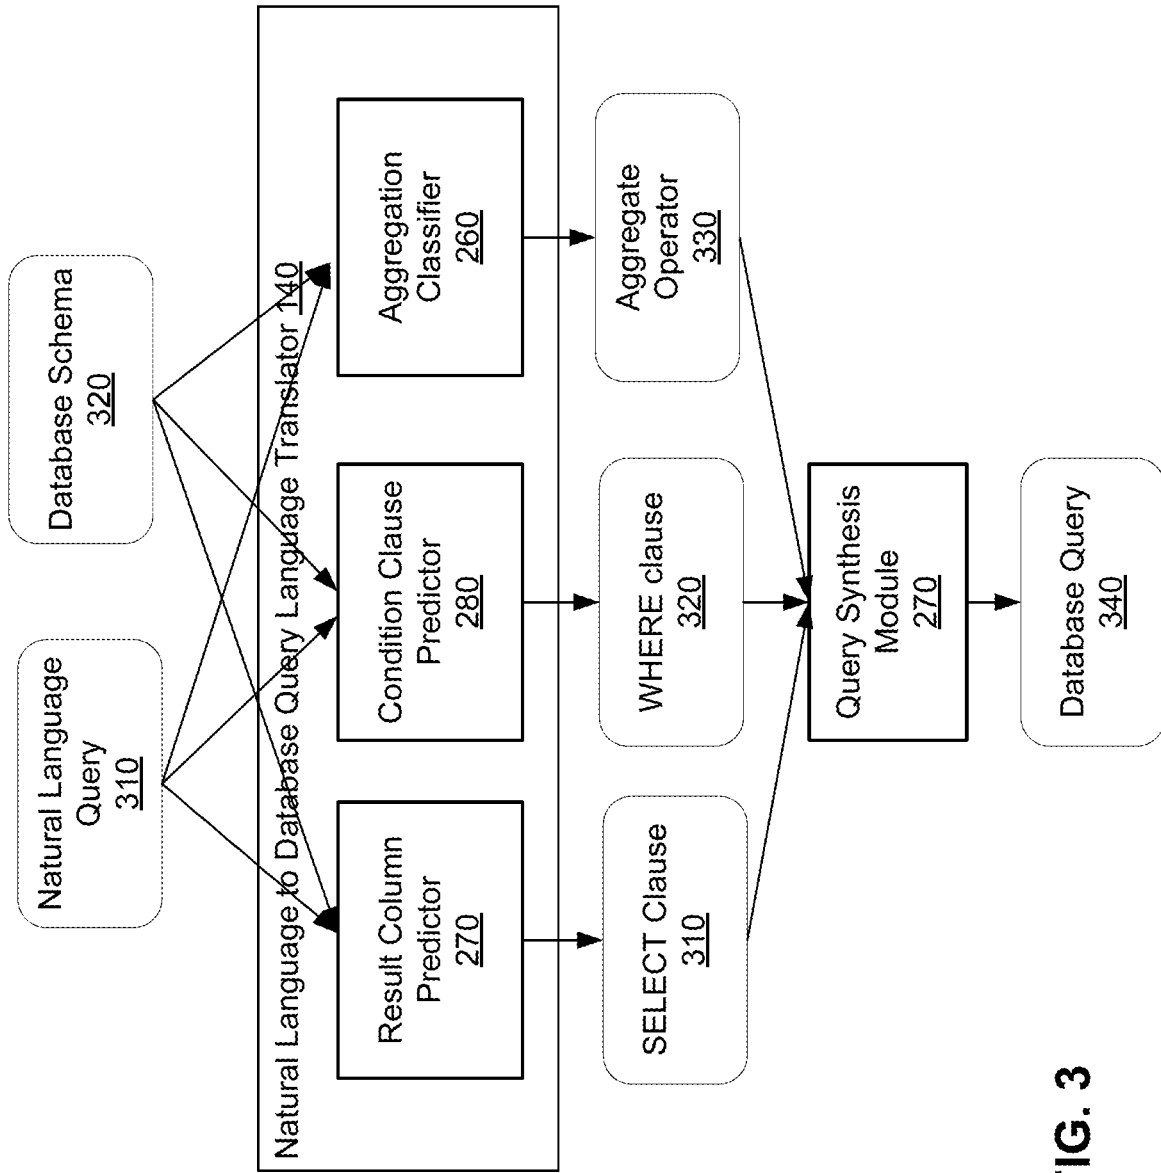 Natural Language
Query
310
Database Schema
320
Natural Language to Database Query Language Translator 140
Result Column
Predictor
270
Condition Clause
Predictor
280
Aggregation
Classifier
260
SELECT Clause
310
WHERE clause
320
Aggregate
Operator
330
Query Synthesis
Module
270
Database Query
340
IG. 3